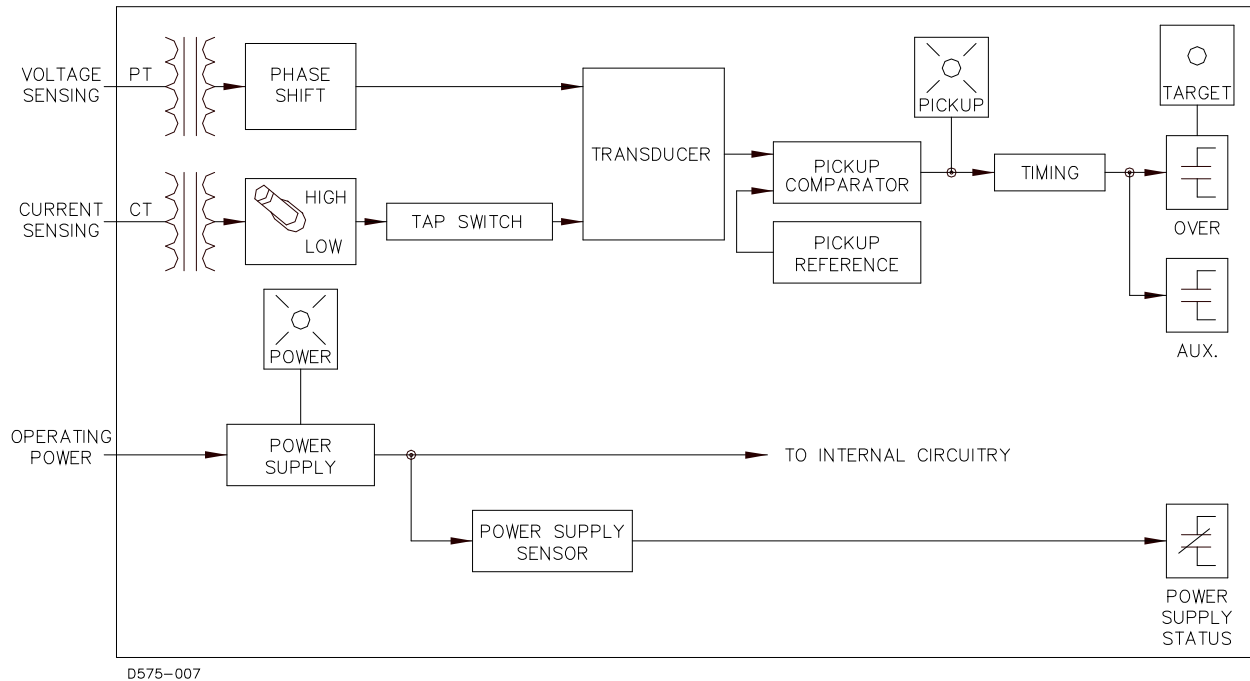 VOLTAGE
SENSING
PT
PHASE
SHIFT
CURRENT
SENSING
CT
HIGH
LOW
TAP SWITCH
TRANSDUCER
PICKUP
COMPARATOR
PICKUP
REFERENCE
PICKUP
TIMING
TARGET
OVER
AUX.
POWER
OPERATING
POWER
POWER
SUPPLY
TO INTERNAL CIRCUITRY
POWER SUPPLY
SENSOR
POWER
SUPPLY
STATUS
D575-007